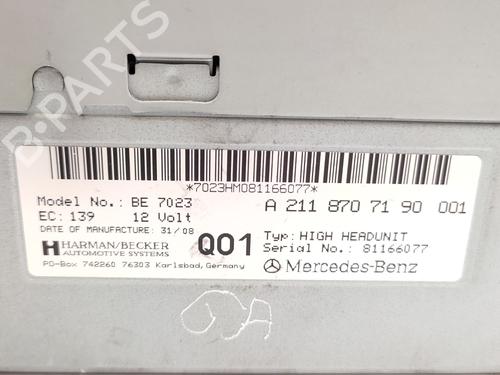 B-PARTS
*7023HM081166077*
Model No.: BE 7023
EC: 139 12 Volt
DATE OF MANUFACTURE: 31/08
HARMAN/BECKER
AUTOMOTIVE SYSTEMS
PO-Box 742260 76303 Karlsbad, Germany
Q01
A 211 870 71 90 001
Typ: HIGH HEADUNIT
Serial No.: 81166077
Mercedes-Benz